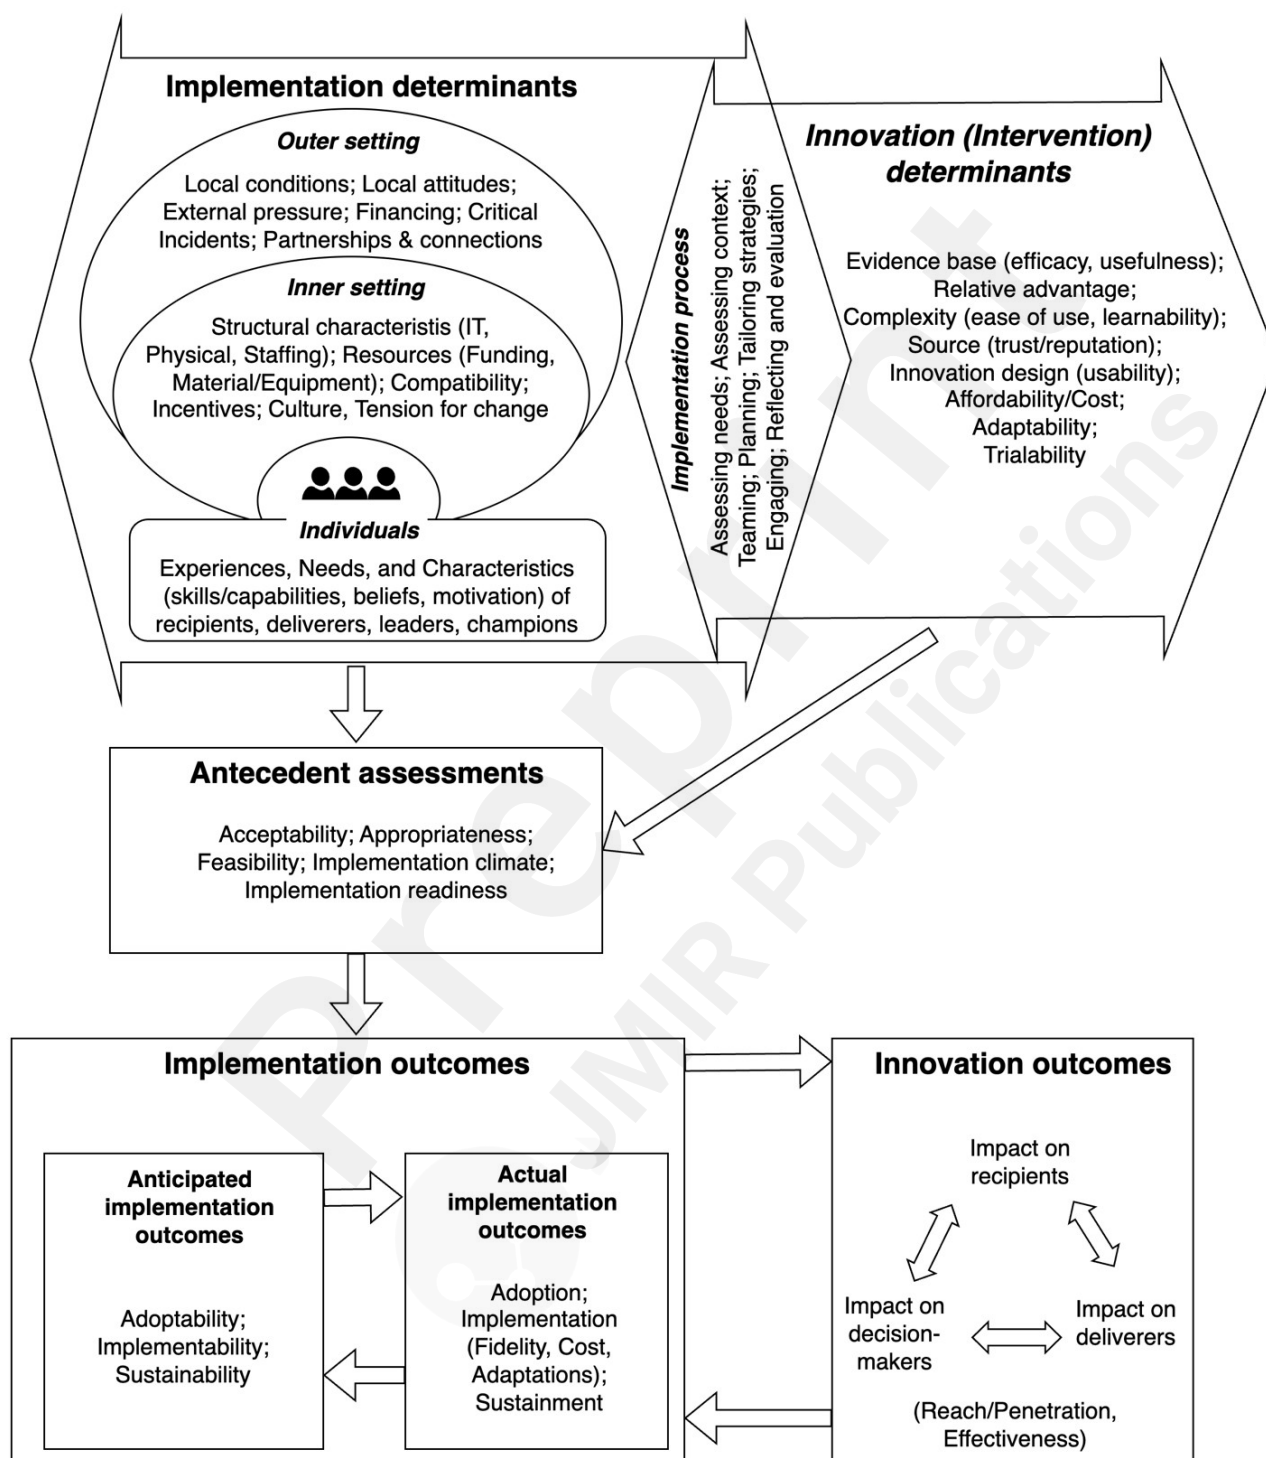 Implementation determinants
Outer setting
Local conditions; Local attitudes;
External pressure; Financing; Critical
Incidents; Partnerships & connections
Inner setting
Structural characteristis (IT,
Physical, Staffing); Resources (Funding,
Material/Equipment); Compatibility;
Incentives; Culture, Tension for change
Individuals
Experiences, Needs, and Characteristics
(skills/capabilities, beliefs, motivation) of
recipients, deliverers, leaders, champions
Implementation process
Assessing needs; Assessing context;
Teaming; Planning; Tailoring strategies;
Engaging; Reflecting and evaluation
Innovation (Intervention)
determinants
Evidence base (efficacy, usefulness);
Relative advantage;
Complexity (ease of use, learnability);
Source (trust/reputation);
Innovation design (usability);
Affordability/Cost;
Adaptability;
Trialability
Antecedent assessments
Acceptability; Appropriateness;
Feasibility; Implementation climate;
Implementation readiness
Implementation outcomes
Anticipated
implementation
outcomes
Adoptability;
Implementability;
Sustainability
Actual
implementation
outcomes
Adoption;
Implementation
(Fidelity, Cost,
Adaptations);
Sustainment
Innovation outcomes
Impact on
recipients
Impact on
decision-
makers
Impact on
deliverers
(Reach/Penetration,
Effectiveness)
Preprint
JMIR Publications